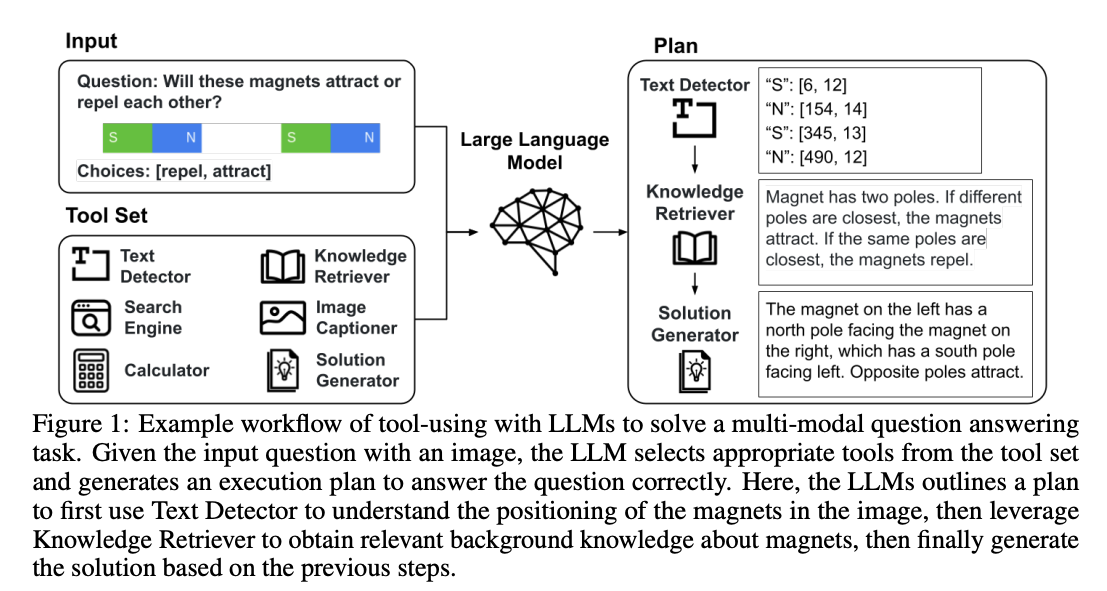 Input
Question: Will these magnets attract or
repel each other?
S N S N
Choices: [repel, attract]
Tool Set
Text
Detector
Knowledge
Retriever
Search
Engine
Image
Captioner
Calculator
Solution
Generator
Large Language
Model
Plan
Text Detector
T
“S”: [6, 12]
“N”: [154, 14]
“S”: [345, 13]
“N”: [490, 12]
Knowledge
Retriever
Magnet has two poles. If different
poles are closest, the magnets
attract. If the same poles are
closest, the magnets repel.
Solution
Generator
The magnet on the left has a
north pole facing the magnet on
the right, which has a south pole
facing left. Opposite poles attract.
Figure 1: Example workflow of tool-using with LLMs to solve a multi-modal question answering
task. Given the input question with an image, the LLM selects appropriate tools from the tool set
and generates an execution plan to answer the question correctly. Here, the LLMs outlines a plan
to first use Text Detector to understand the positioning of the magnets in the image, then leverage
Knowledge Retriever to obtain relevant background knowledge about magnets, then finally generate
the solution based on the previous steps.